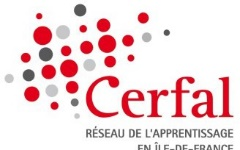 Cerfal
RÉSEAU DE L'APPRENTISSAGE
EN ÎLE-DE-FRANCE